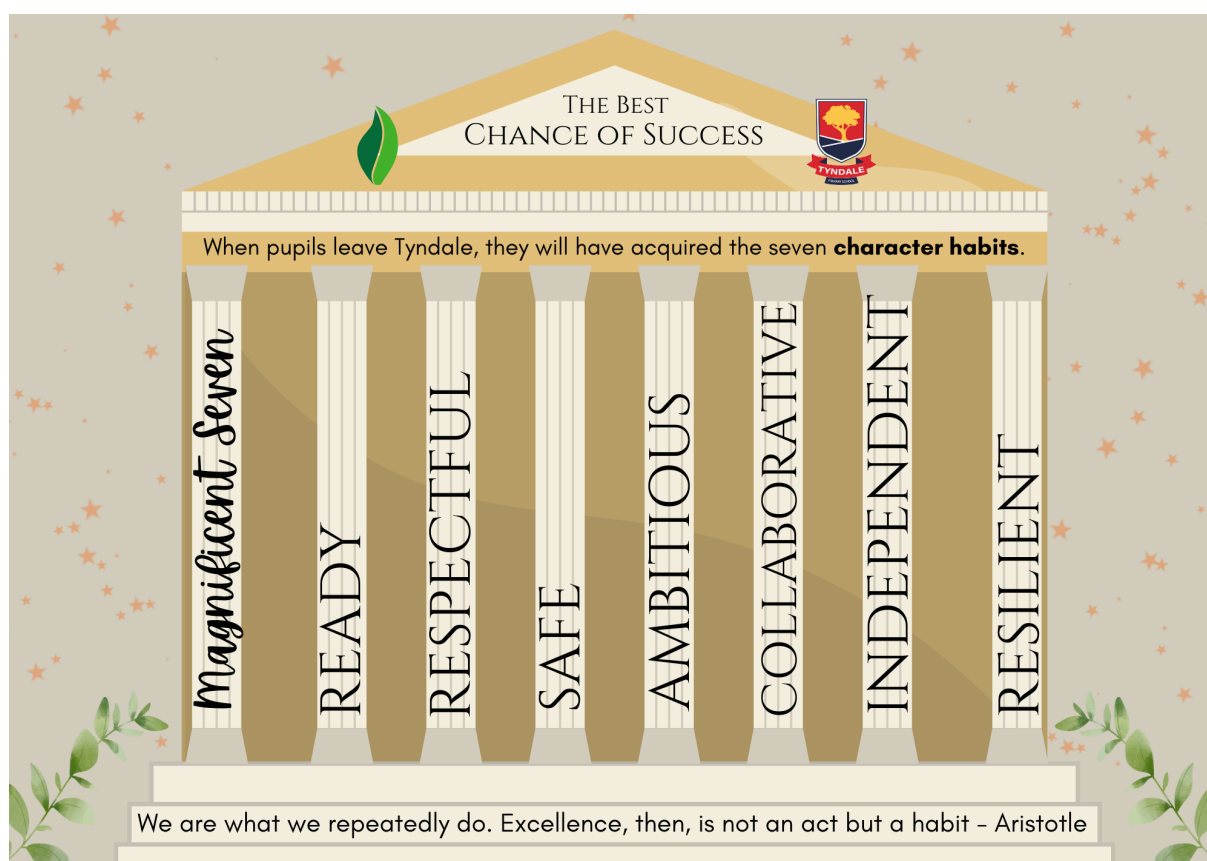 The Best
Chance of Success
TYNDALE
PRIMARY SCHOOL
When pupils leave Tyndale, they will have acquired the seven character habits.
Magnificent Seven
READY
RESPECTFUL
SAFE
AMBITIOUS
COLLABORATIVE
INDEPENDENT
RESILIENT
We are what we repeatedly do. Excellence, then, is not an act but a habit – Aristotle